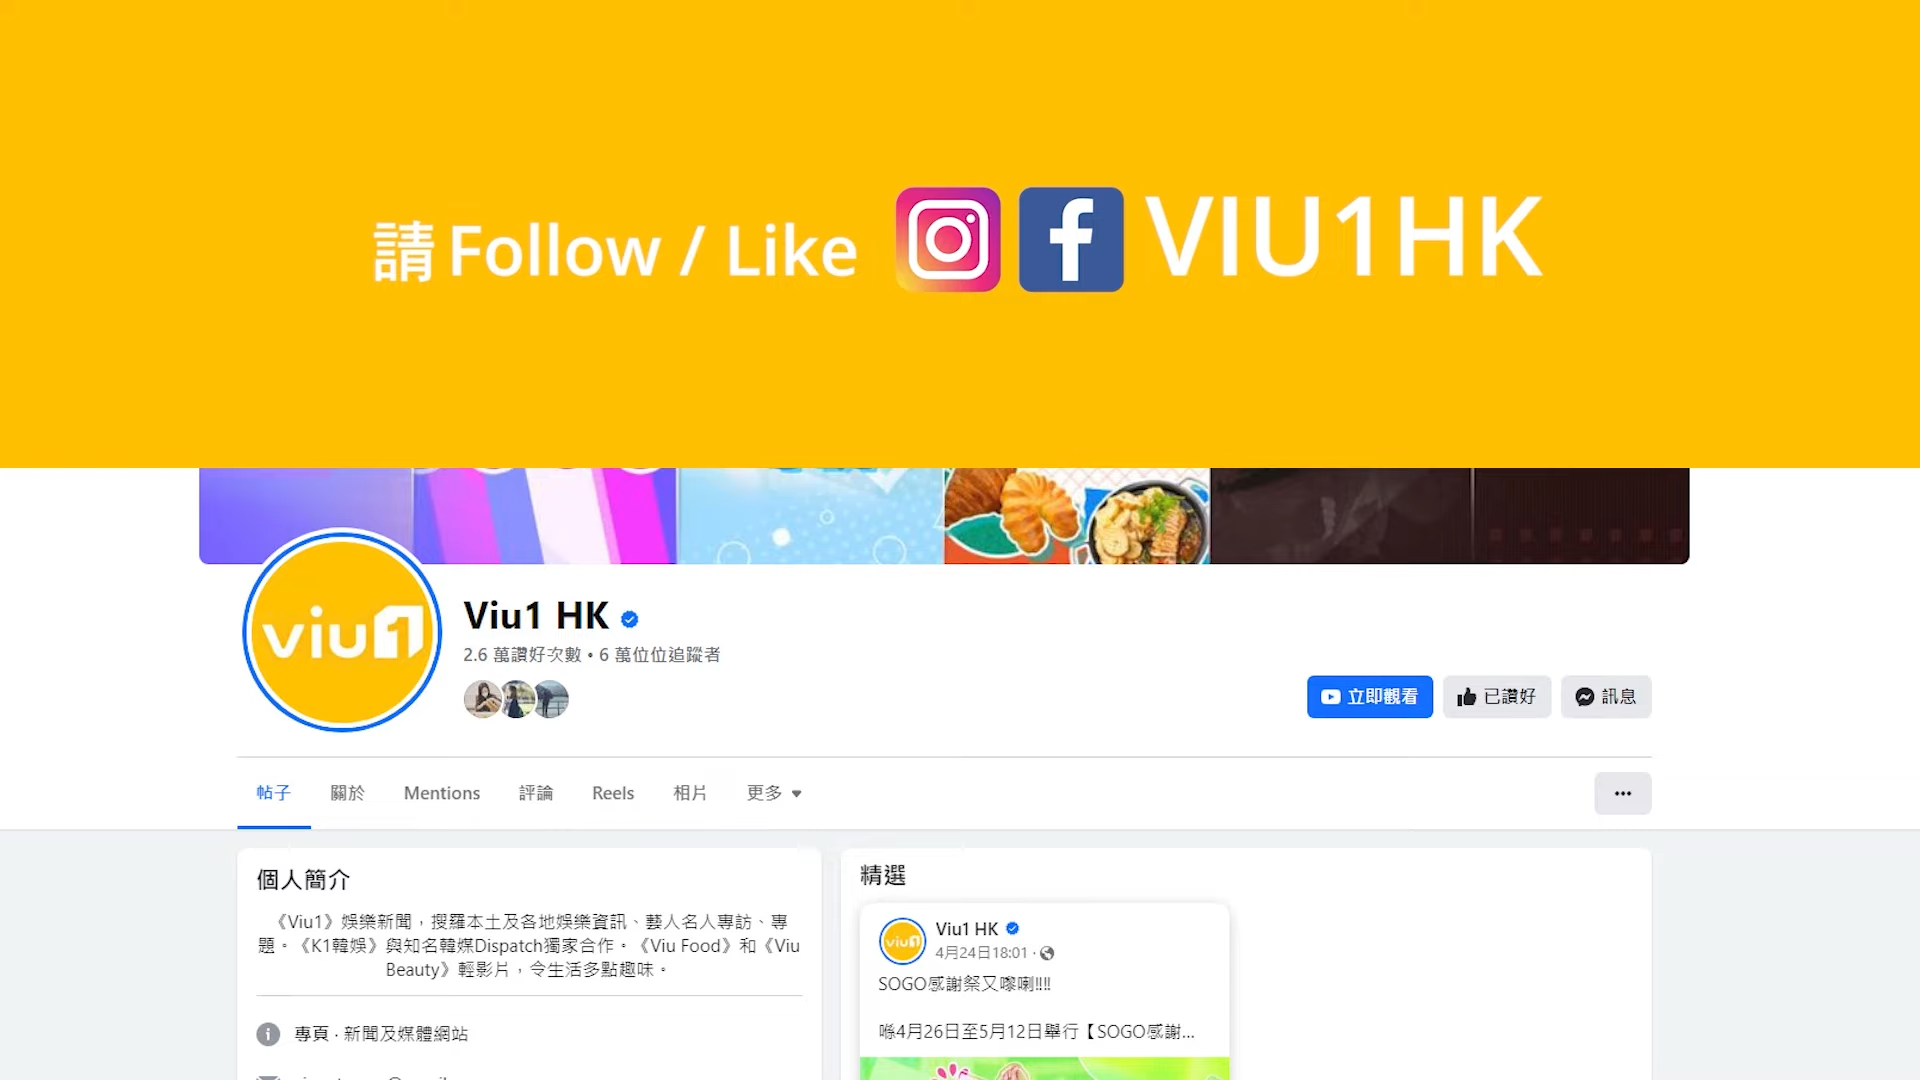 請 Follow / Like VIU1HK
viu1
Viu1 HK
2.6 萬讚好次數 • 6 萬位位追蹤者
立即觀看
已讚好
訊息
帖子
關於
Mentions
評論
Reels
相片
更多
個人簡介
《Viu1》娛樂新聞，搜羅本土及各地娛樂資訊、藝人名人專訪、專
題。《K1韓娛》與知名韓媒Dispatch獨家合作。《Viu Food》和《Viu
Beauty》輕影片，令生活多點趣味。
專頁 · 新聞及媒體網站
精選
viu1
Viu1 HK
4月24日18:01 ·
SOGO感謝祭又嚟喇!!!!
喺4月26日至5月12日舉行【SOGO感謝...